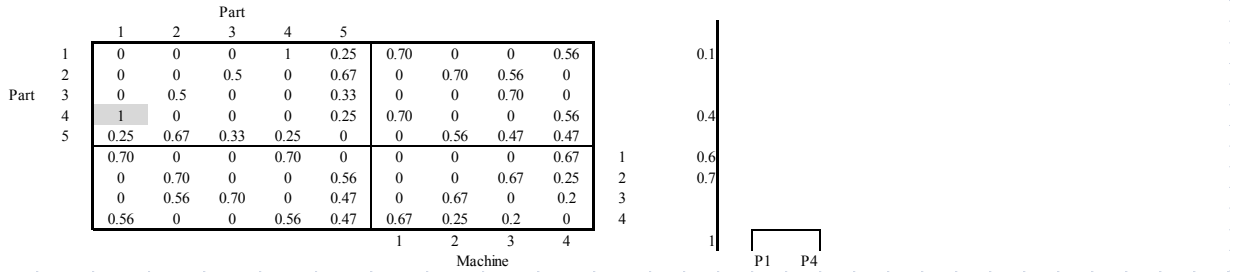 Part
1 2 3 4 5
1 0 0 0 1 0.25 0.70 0 0 0.56 0.1
2 0 0 0.5 0 0.67 0 0.70 0.56 0
Part 3 0 0.5 0 0 0.33 0 0 0.70 0
4 1 0 0 0 0.25 0.70 0 0 0.56 0.4
5 0.25 0.67 0.33 0.25 0 0 0.56 0.47 0.47
0.70 0 0 0.70 0 0 0 0 0.67 1 0.6
0 0.70 0 0 0.56 0 0 0.67 0.25 2 0.7
0 0.56 0.70 0 0.47 0 0.67 0 0.2 3
0.56 0 0 0.56 0.47 0.67 0.25 0.2 0 4
1 2 3 4 1
Machine P1 P4